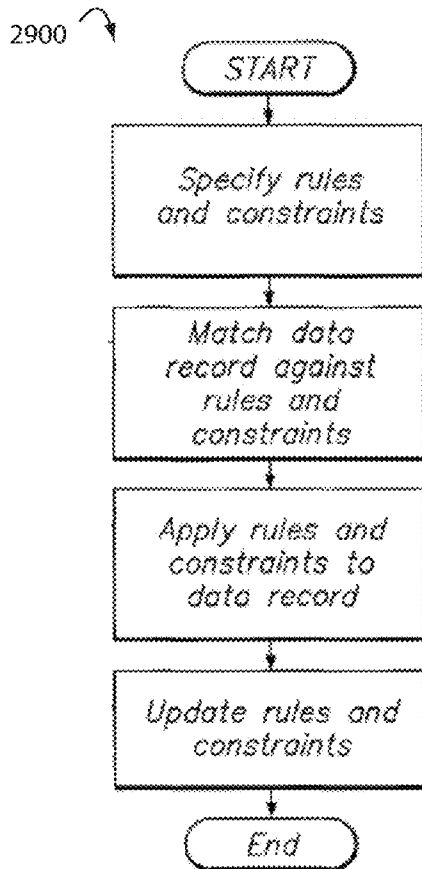 2900
START
Specify rules
and constraints
Match data
record against
rules and
constraints
Apply rules and
constraints to
data record
Update rules and
constraints
End